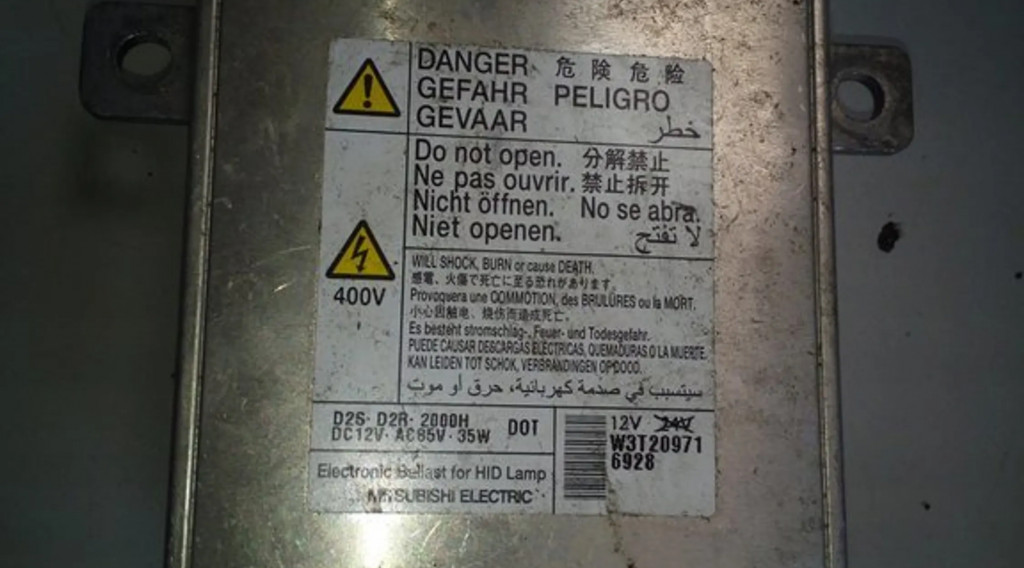 DANGER 危 険 危 险
GEFAHR PELIGRO
GEVAAR خطر
Do not open. 分解禁止
Ne pas ouvrir. 禁止拆开
Nicht öffnen. No se abra.
Niet openen. لا تفتح
400V
WILL SHOCK, BURN or cause DEATH.
感電、火傷で死亡に至る恐れがあります。
Provoquera une COMMOTION, des BRULURES ou la MORT.
小心因触电、烧伤而造成死亡。
Es besteht stromschlag-, Feuer- und Todesgefahr.
PUEDE CAUSAR DESCARGAS ELECTRICAS, QUEMADURAS O LA MUERTE.
KAN LEIDEN TOT SCHOK, VERBRANDINGEN OF DOOD.
سيتسبب في صدمة كهربائية، حرق أو موت
D2S· D2R· 2000H DOT
DC12V· AC85V· 35W
Electronic Ballast for HID Lamp
MITSUBISHI ELECTRIC
12V 24V
W3T20971
6928